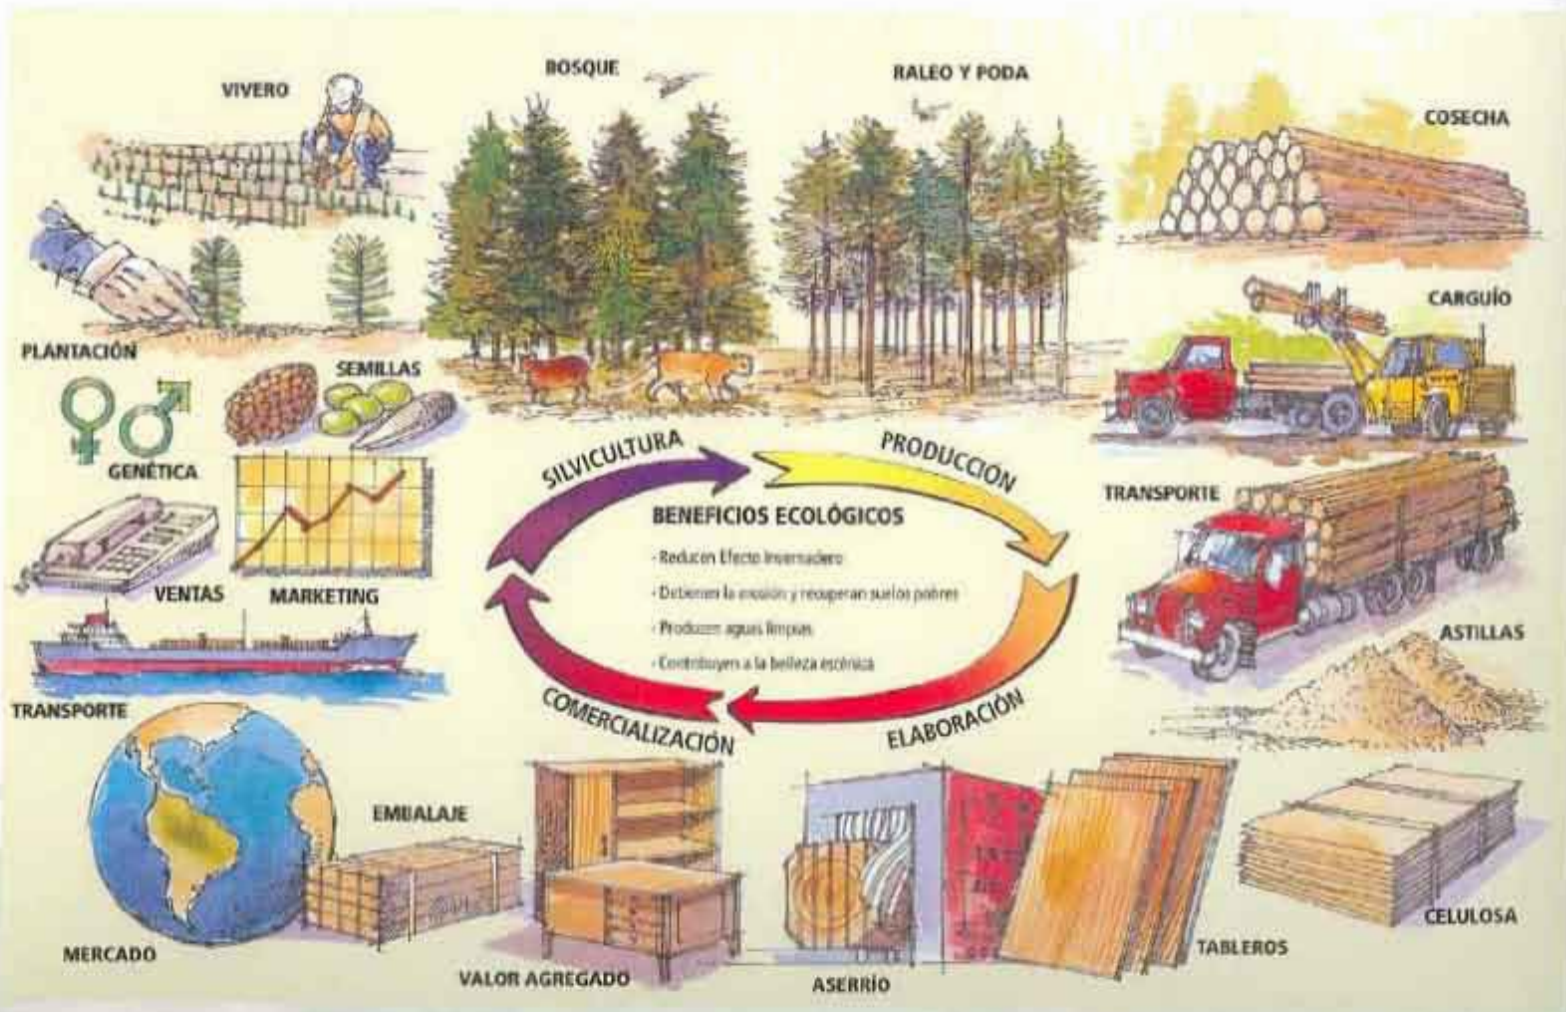 VIVERO
BOSQUE
RALEO Y PODA
COSECHA
CARGUÍO
PLANTACIÓN
SEMILLAS
GENÉTICA
SILVICULTURA
PRODUCCIÓN
TRANSPORTE
BENEFICIOS ECOLÓGICOS
- Reducen Efecto Invernadero
- Detienen la erosión y recuperan suelos pobres
- Producen aguas limpias
- Contribuyen a la belleza escénica
VENTAS
MARKETING
ASTILLAS
TRANSPORTE
COMERCIALIZACIÓN
ELABORACIÓN
EMBALAJE
CELULOSA
MERCADO
VALOR AGREGADO
ASERRÍO
TABLEROS